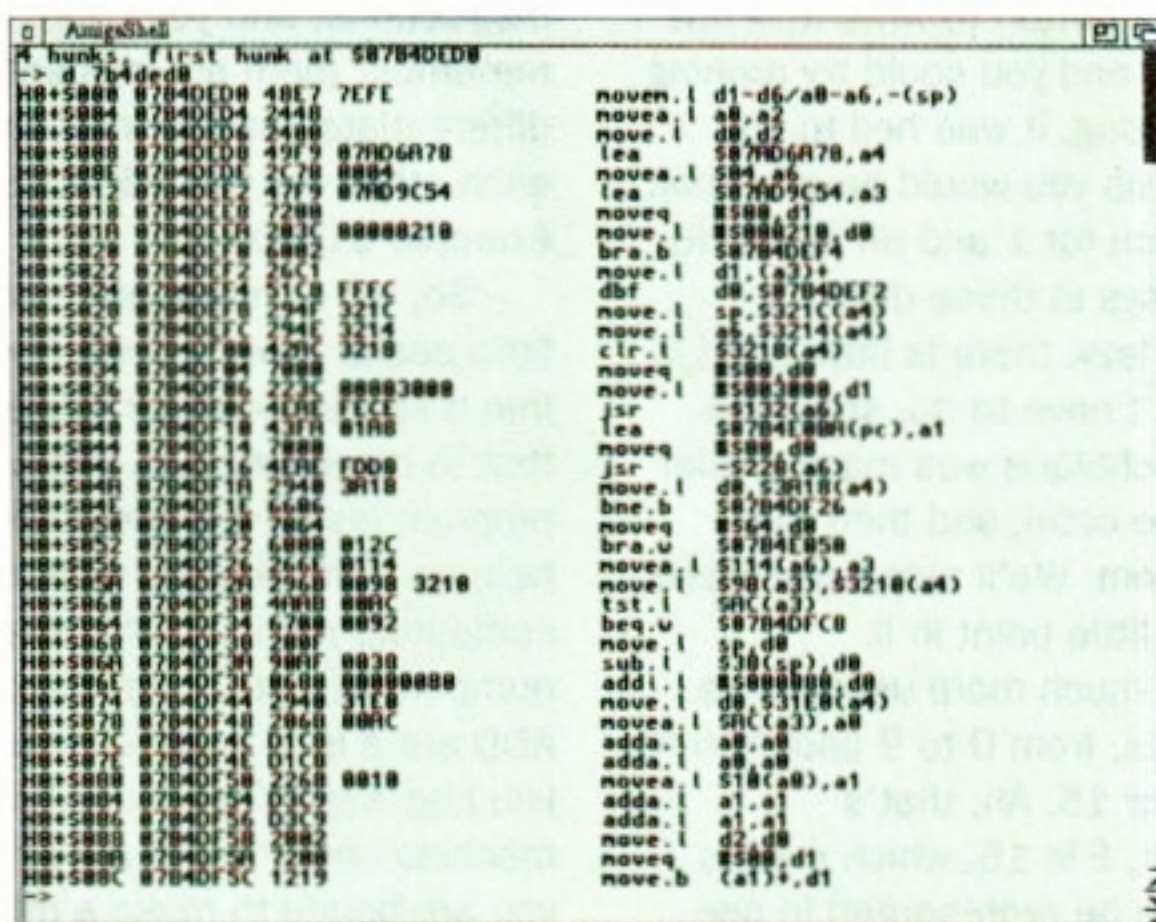 AmigaShell
4 hunks, first hunk at $07B4DED0
-> d 7b4ded0
H0+$000 07B4DED0 48E7 7EFE movem.l d1-d6/a0-a6,-(sp)
H0+$004 07B4DED4 2448 movea.l a0,a2
H0+$006 07B4DED6 2400 move.l d0,d2
H0+$008 07B4DED8 49F9 07AD6A78 lea $07AD6A78,a4
H0+$00E 07B4DEDE 2C78 0004 movea.l $04,a6
H0+$012 07B4DEE2 47F9 07AD9C54 lea $07AD9C54,a3
H0+$018 07B4DEE8 7200 moveq #$00,d1
H0+$01A 07B4DEEA 203C 00000210 move.l #$0000210,d0
H0+$020 07B4DEF0 6002 bra.b $07B4DEF4
H0+$022 07B4DEF2 26C1 move.l d1,(a3)+
H0+$024 07B4DEF4 51C8 FFFC dbf d0,$07B4DEF2
H0+$028 07B4DEF8 294F 321C move.l sp,$321C(a4)
H0+$02C 07B4DEFC 294E 3214 move.l a6,$3214(a4)
H0+$030 07B4DF00 42AC 3210 clr.l $3210(a4)
H0+$034 07B4DF04 7000 moveq #$00,d0
H0+$036 07B4DF06 223C 00003000 move.l #$0003000,d1
H0+$03C 07B4DF0C 4EAE FECE jsr -$132(a6)
H0+$040 07B4DF10 43FA 01A8 lea $07B4E0BA(pc),a1
H0+$044 07B4DF14 7000 moveq #$00,d0
H0+$046 07B4DF16 4EAE FDD8 jsr -$228(a6)
H0+$04A 07B4DF1A 2940 3A18 move.l d0,$3A18(a4)
H0+$04E 07B4DF1E 6606 bne.b $07B4DF26
H0+$050 07B4DF20 7064 moveq #$64,d0
H0+$052 07B4DF22 6000 012C bra.w $07B4E050
H0+$056 07B4DF26 266E 0114 movea.l $114(a6),a3
H0+$05A 07B4DF2A 296B 0098 3210 move.l $98(a3),$3210(a4)
H0+$060 07B4DF30 4AAB 00AC tst.l $AC(a3)
H0+$064 07B4DF34 6700 0092 beq.w $07B4DFC8
H0+$068 07B4DF38 200F move.l sp,d0
H0+$06A 07B4DF3A 90AF 0038 sub.l $38(sp),d0
H0+$06E 07B4DF3E 0680 00000080 addi.l #$0000080,d0
H0+$074 07B4DF44 2940 31E0 move.l d0,$31E0(a4)
H0+$078 07B4DF48 206B 00AC movea.l $AC(a3),a0
H0+$07C 07B4DF4C D1C8 adda.l a0,a0
H0+$07E 07B4DF4E D1C8 adda.l a0,a0
H0+$080 07B4DF50 2268 0010 movea.l $10(a0),a1
H0+$084 07B4DF54 D3C9 adda.l a1,a1
H0+$086 07B4DF56 D3C9 adda.l a1,a1
H0+$088 07B4DF58 2002 move.l d2,d0
H0+$08A 07B4DF5A 7200 moveq #$00,d1
H0+$08C 07B4DF5C 1219 move.b (a1)+,d1
->